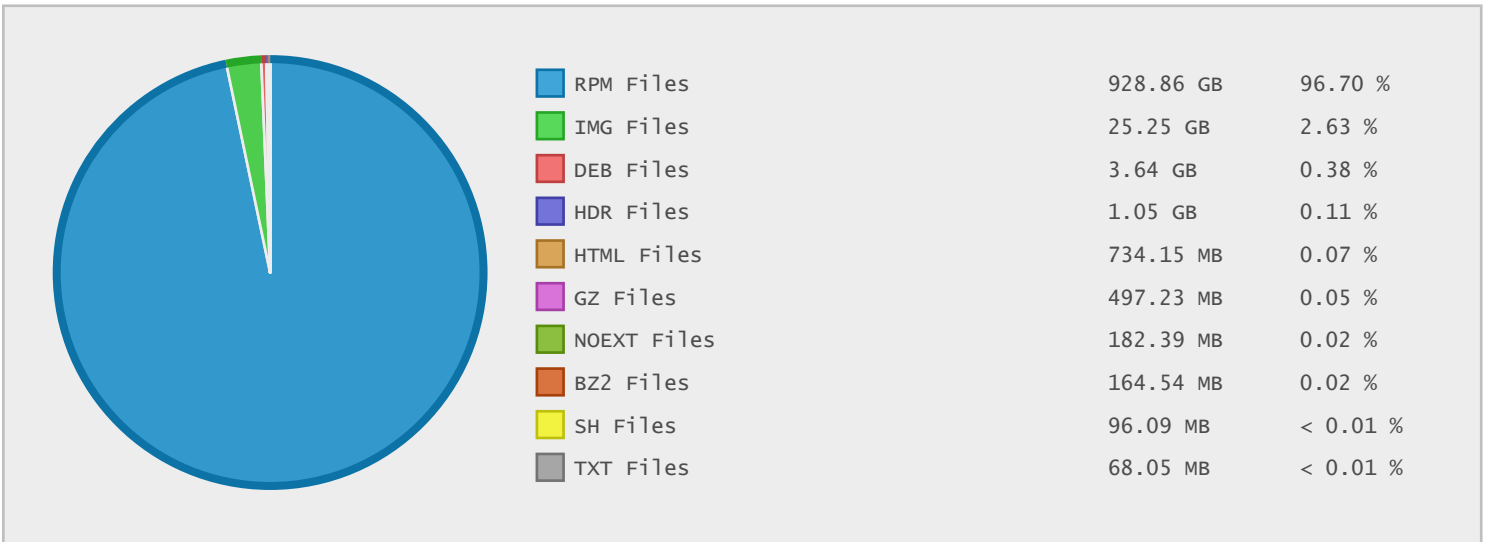 RPM Files 928.86 GB 96.70 %
IMG Files 25.25 GB 2.63 %
DEB Files 3.64 GB 0.38 %
HDR Files 1.05 GB 0.11 %
HTML Files 734.15 MB 0.07 %
GZ Files 497.23 MB 0.05 %
NOEXT Files 182.39 MB 0.02 %
BZ2 Files 164.54 MB 0.02 %
SH Files 96.09 MB < 0.01 %
TXT Files 68.05 MB < 0.01 %